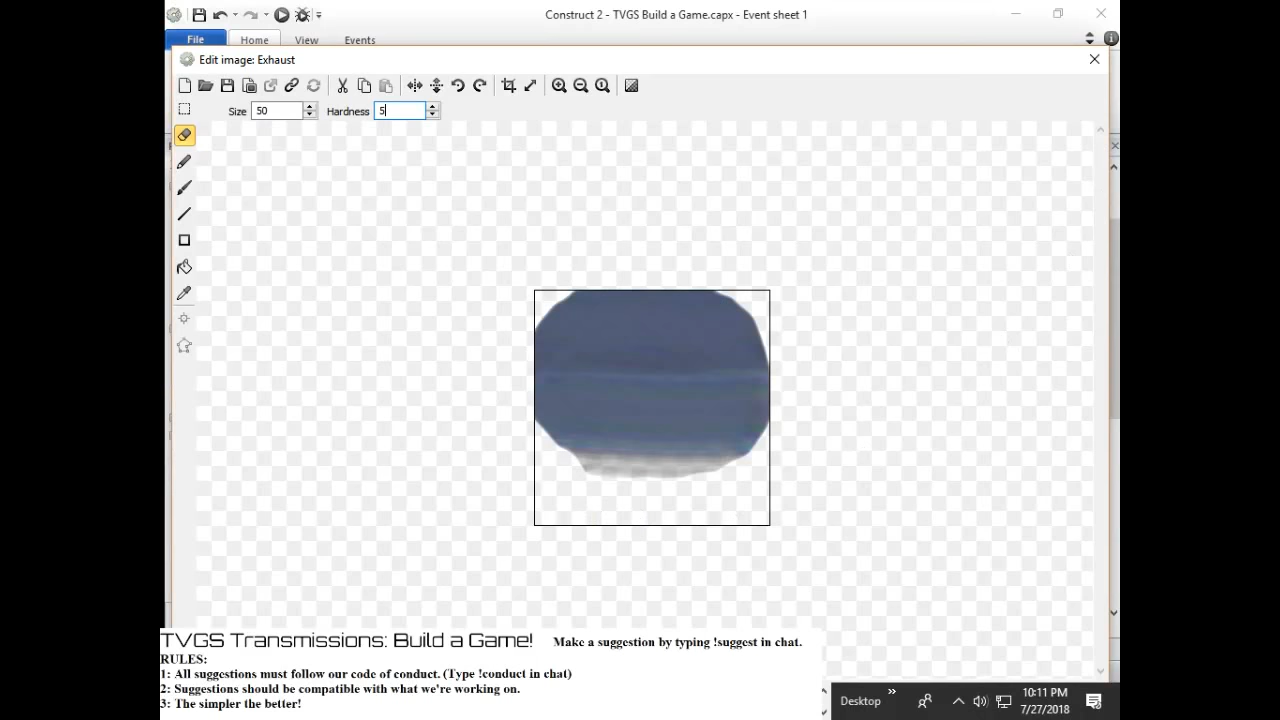 Construct 2 - TVGS Build a Game.capx - Event sheet 1
File Home View Events
Edit image: Exhaust
Size 50 Hardness 5
TVGS Transmissions: Build a Game! Make a suggestion by typing !suggest in chat.
RULES:
1: All suggestions must follow our code of conduct. (Type !conduct in chat)
2: Suggestions should be compatible with what we're working on.
3: The simpler the better!
Desktop
10:11 PM
7/27/2018